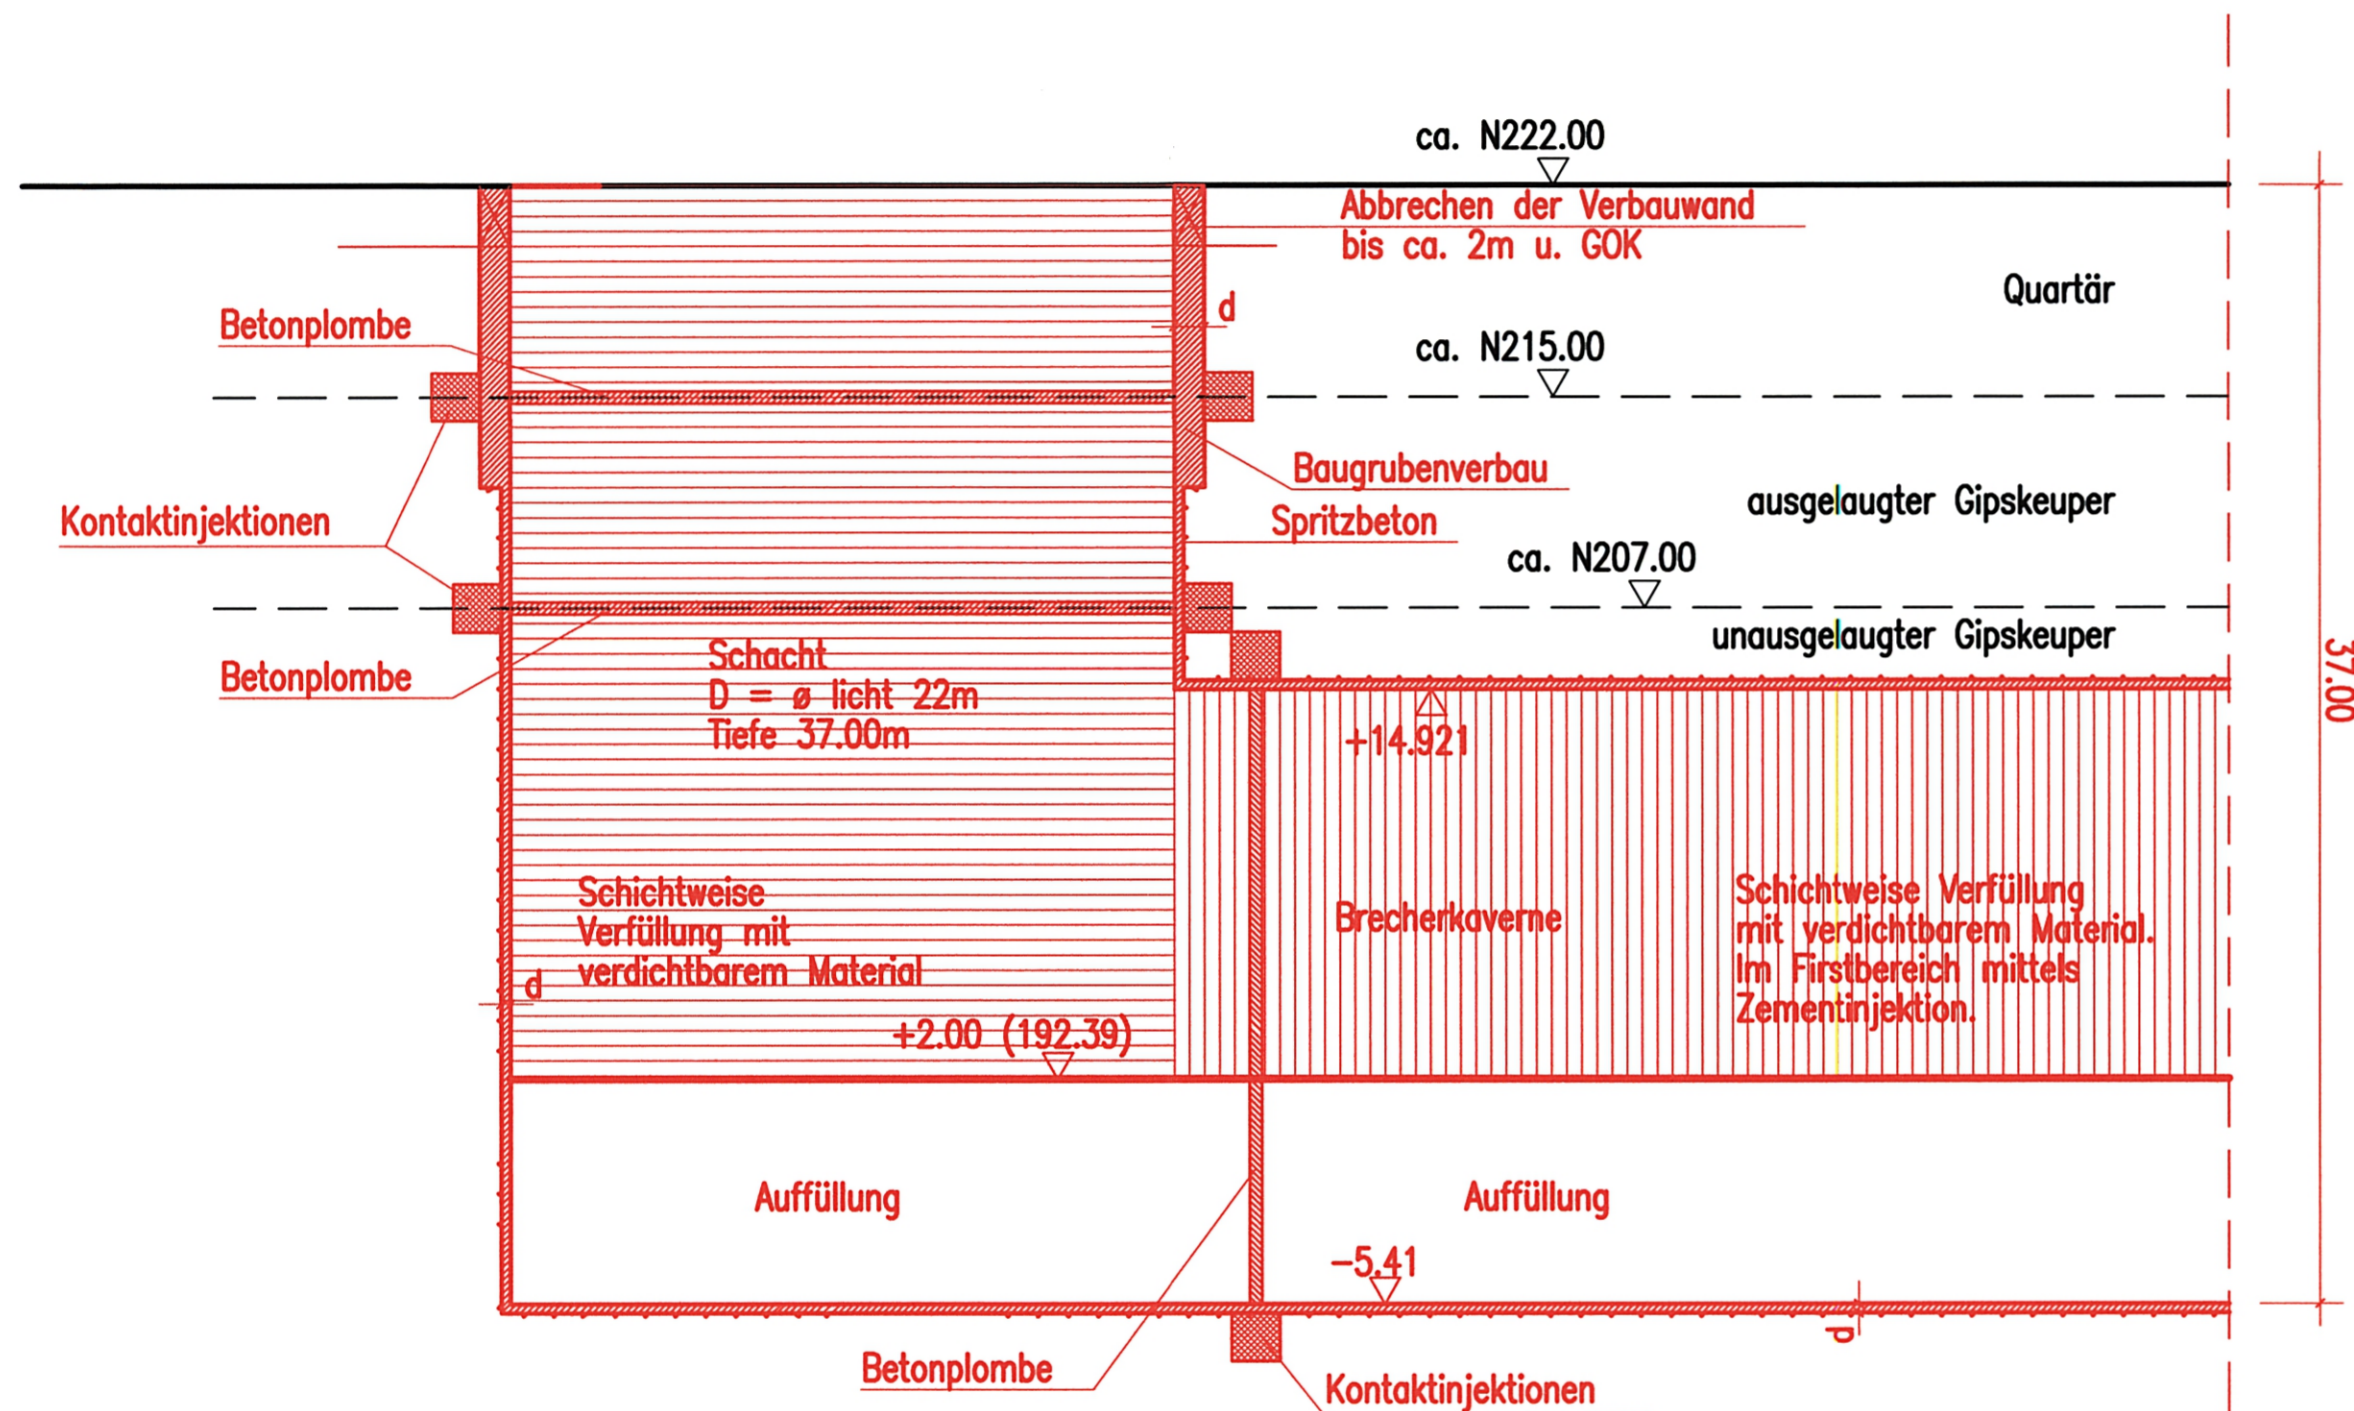 ca. N222.00
Abbrechen der Verbauwand
bis ca. 2m u. GOK
Quartär
d
Betonplombe
ca. N215.00
Baugrubenverbau
Kontaktinjektionen
Spritzbeton
ausgelaugter Gipskeuper
ca. N207.00
unausgelaugter Gipskeuper
Betonplombe
Schacht
D = ø licht 22m
Tiefe 37.00m
37.00
+14.921
Schichtweise
Verfüllung mit
verdichtbarem Material
d
Brecherkaverne
Schichtweise Verfüllung
mit verdichtbarem Material.
Im Firstbereich mittels
Zementinjektion.
+2.00 (192.39)
Auffüllung
Auffüllung
-5.41
d
Betonplombe
Kontaktinjektionen